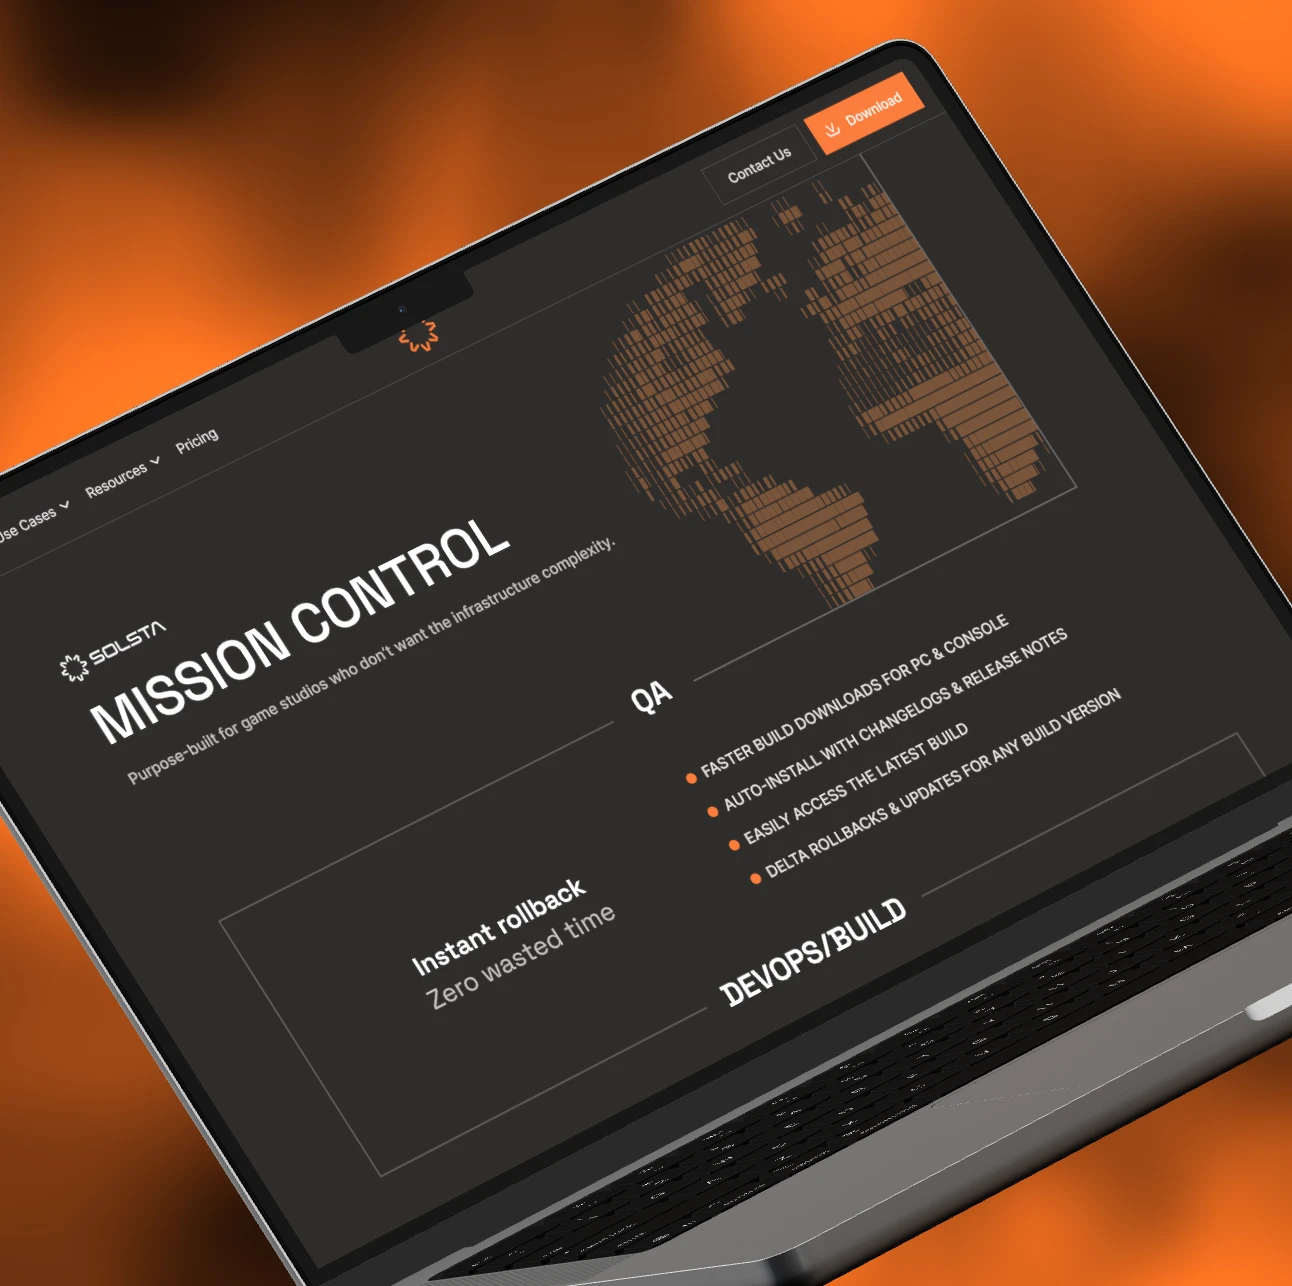 Use Cases
Resources
Pricing
Contact Us
Download
SOLSTA
MISSION CONTROL
Purpose-built for game studios who don't want the infrastructure complexity.
QA
FASTER BUILD DOWNLOADS FOR PC & CONSOLE
AUTO-INSTALL WITH CHANGELOGS & RELEASE NOTES
EASILY ACCESS THE LATEST BUILD
DELTA ROLLBACKS & UPDATES FOR ANY BUILD VERSION
Instant rollback
Zero wasted time
DEVOPS/BUILD